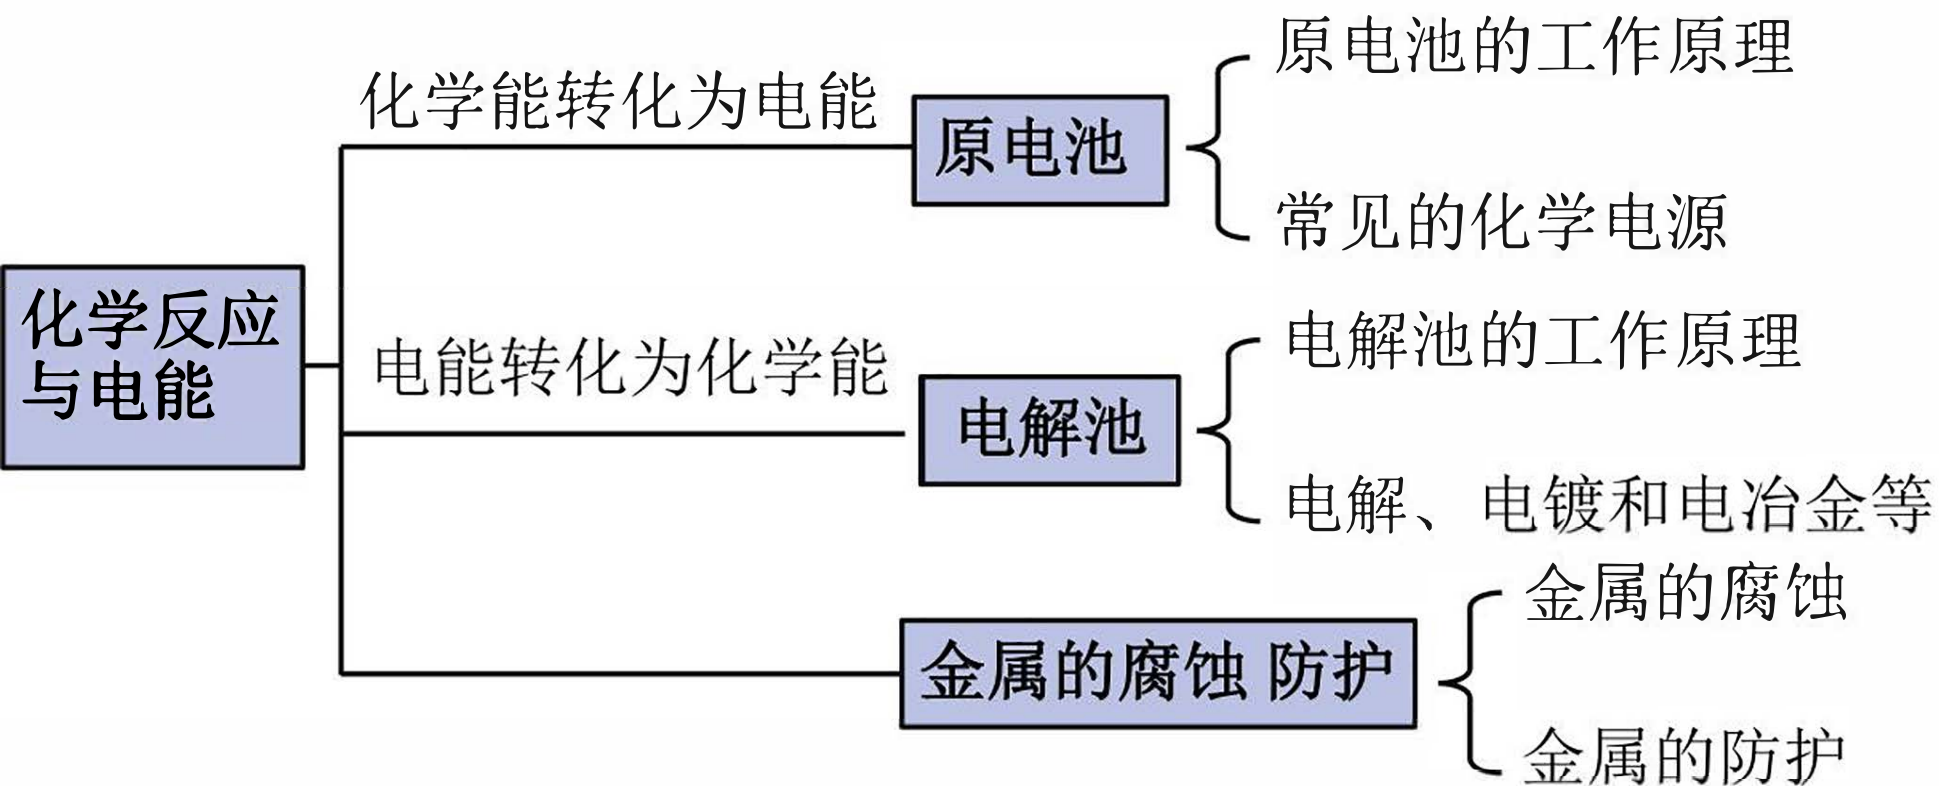 原电池的工作原理
化学能转化为电能
原电池
常见的化学电源
化学反应
与电能
电解池的工作原理
电能转化为化学能
电解池
电解、电镀和电冶金等
金属的腐蚀
金属的腐蚀 防护
金属的防护